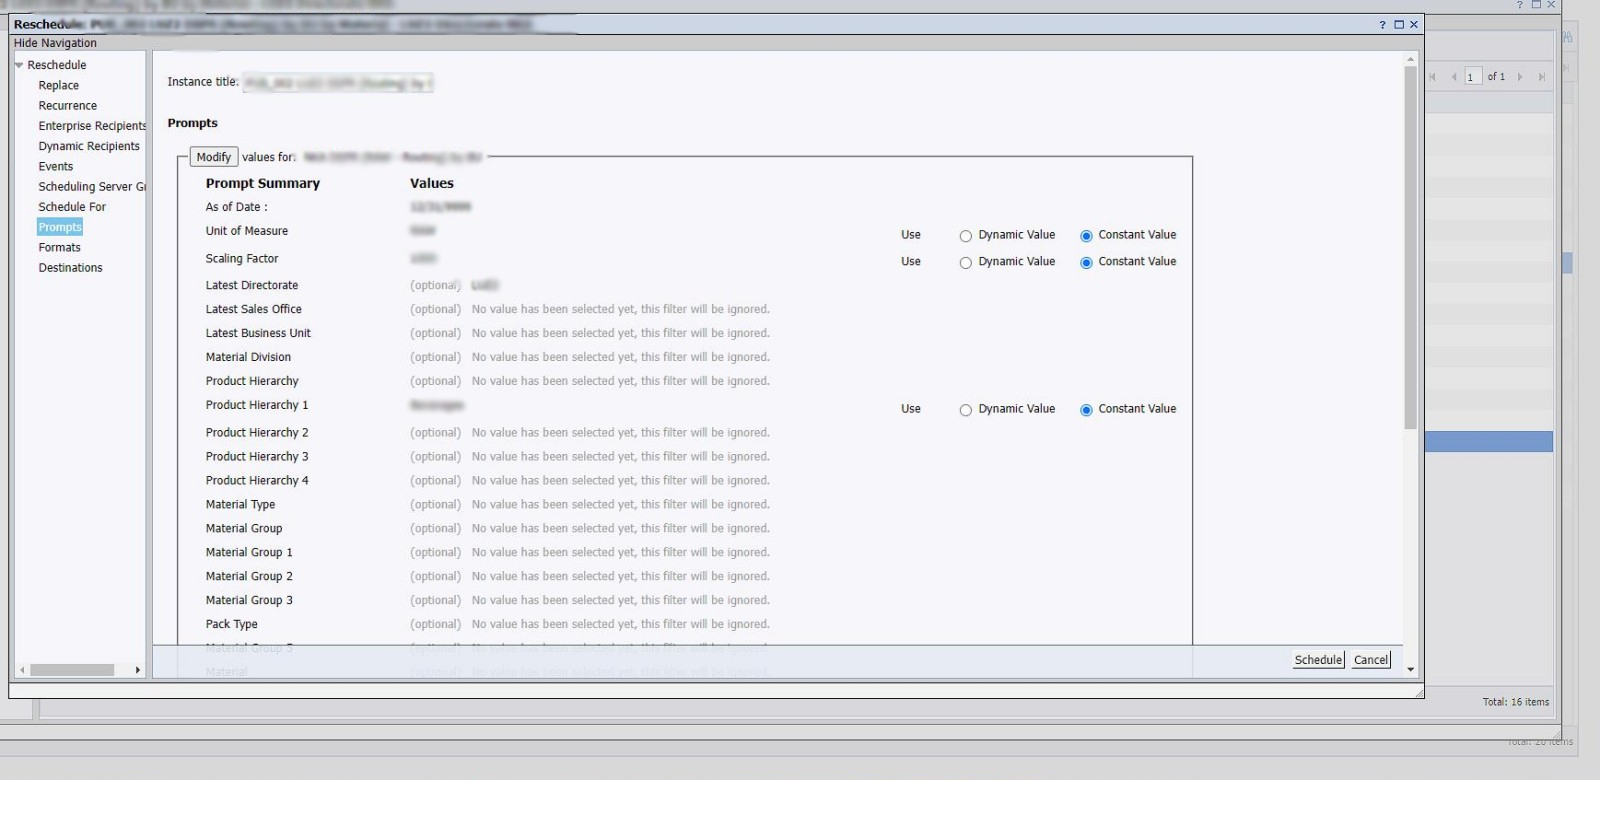 Reschedule:
? 
Hide Navigation
Reschedule
Replace
Recurrence
Enterprise Recipients
Dynamic Recipients
Events
Scheduling Server Gr
Schedule For
Prompts
Formats
Destinations
Instance title:
Prompts
Modify values for:
Prompt Summary Values
As of Date :
Unit of Measure Use Dynamic Value Constant Value
Scaling Factor Use Dynamic Value Constant Value
Latest Directorate (optional)
Latest Sales Office (optional) No value has been selected yet, this filter will be ignored.
Latest Business Unit (optional) No value has been selected yet, this filter will be ignored.
Material Division (optional) No value has been selected yet, this filter will be ignored.
Product Hierarchy (optional) No value has been selected yet, this filter will be ignored.
Product Hierarchy 1 Use Dynamic Value Constant Value
Product Hierarchy 2 (optional) No value has been selected yet, this filter will be ignored.
Product Hierarchy 3 (optional) No value has been selected yet, this filter will be ignored.
Product Hierarchy 4 (optional) No value has been selected yet, this filter will be ignored.
Material Type (optional) No value has been selected yet, this filter will be ignored.
Material Group (optional) No value has been selected yet, this filter will be ignored.
Material Group 1 (optional) No value has been selected yet, this filter will be ignored.
Material Group 2 (optional) No value has been selected yet, this filter will be ignored.
Material Group 3 (optional) No value has been selected yet, this filter will be ignored.
Pack Type (optional) No value has been selected yet, this filter will be ignored.
Material Group 5 (optional) No value has been selected yet, this filter will be ignored.
Material (optional) No value has been selected yet, this filter will be ignored.
Schedule Cancel
1 of 1
Total: 16 items
Total: 20 items